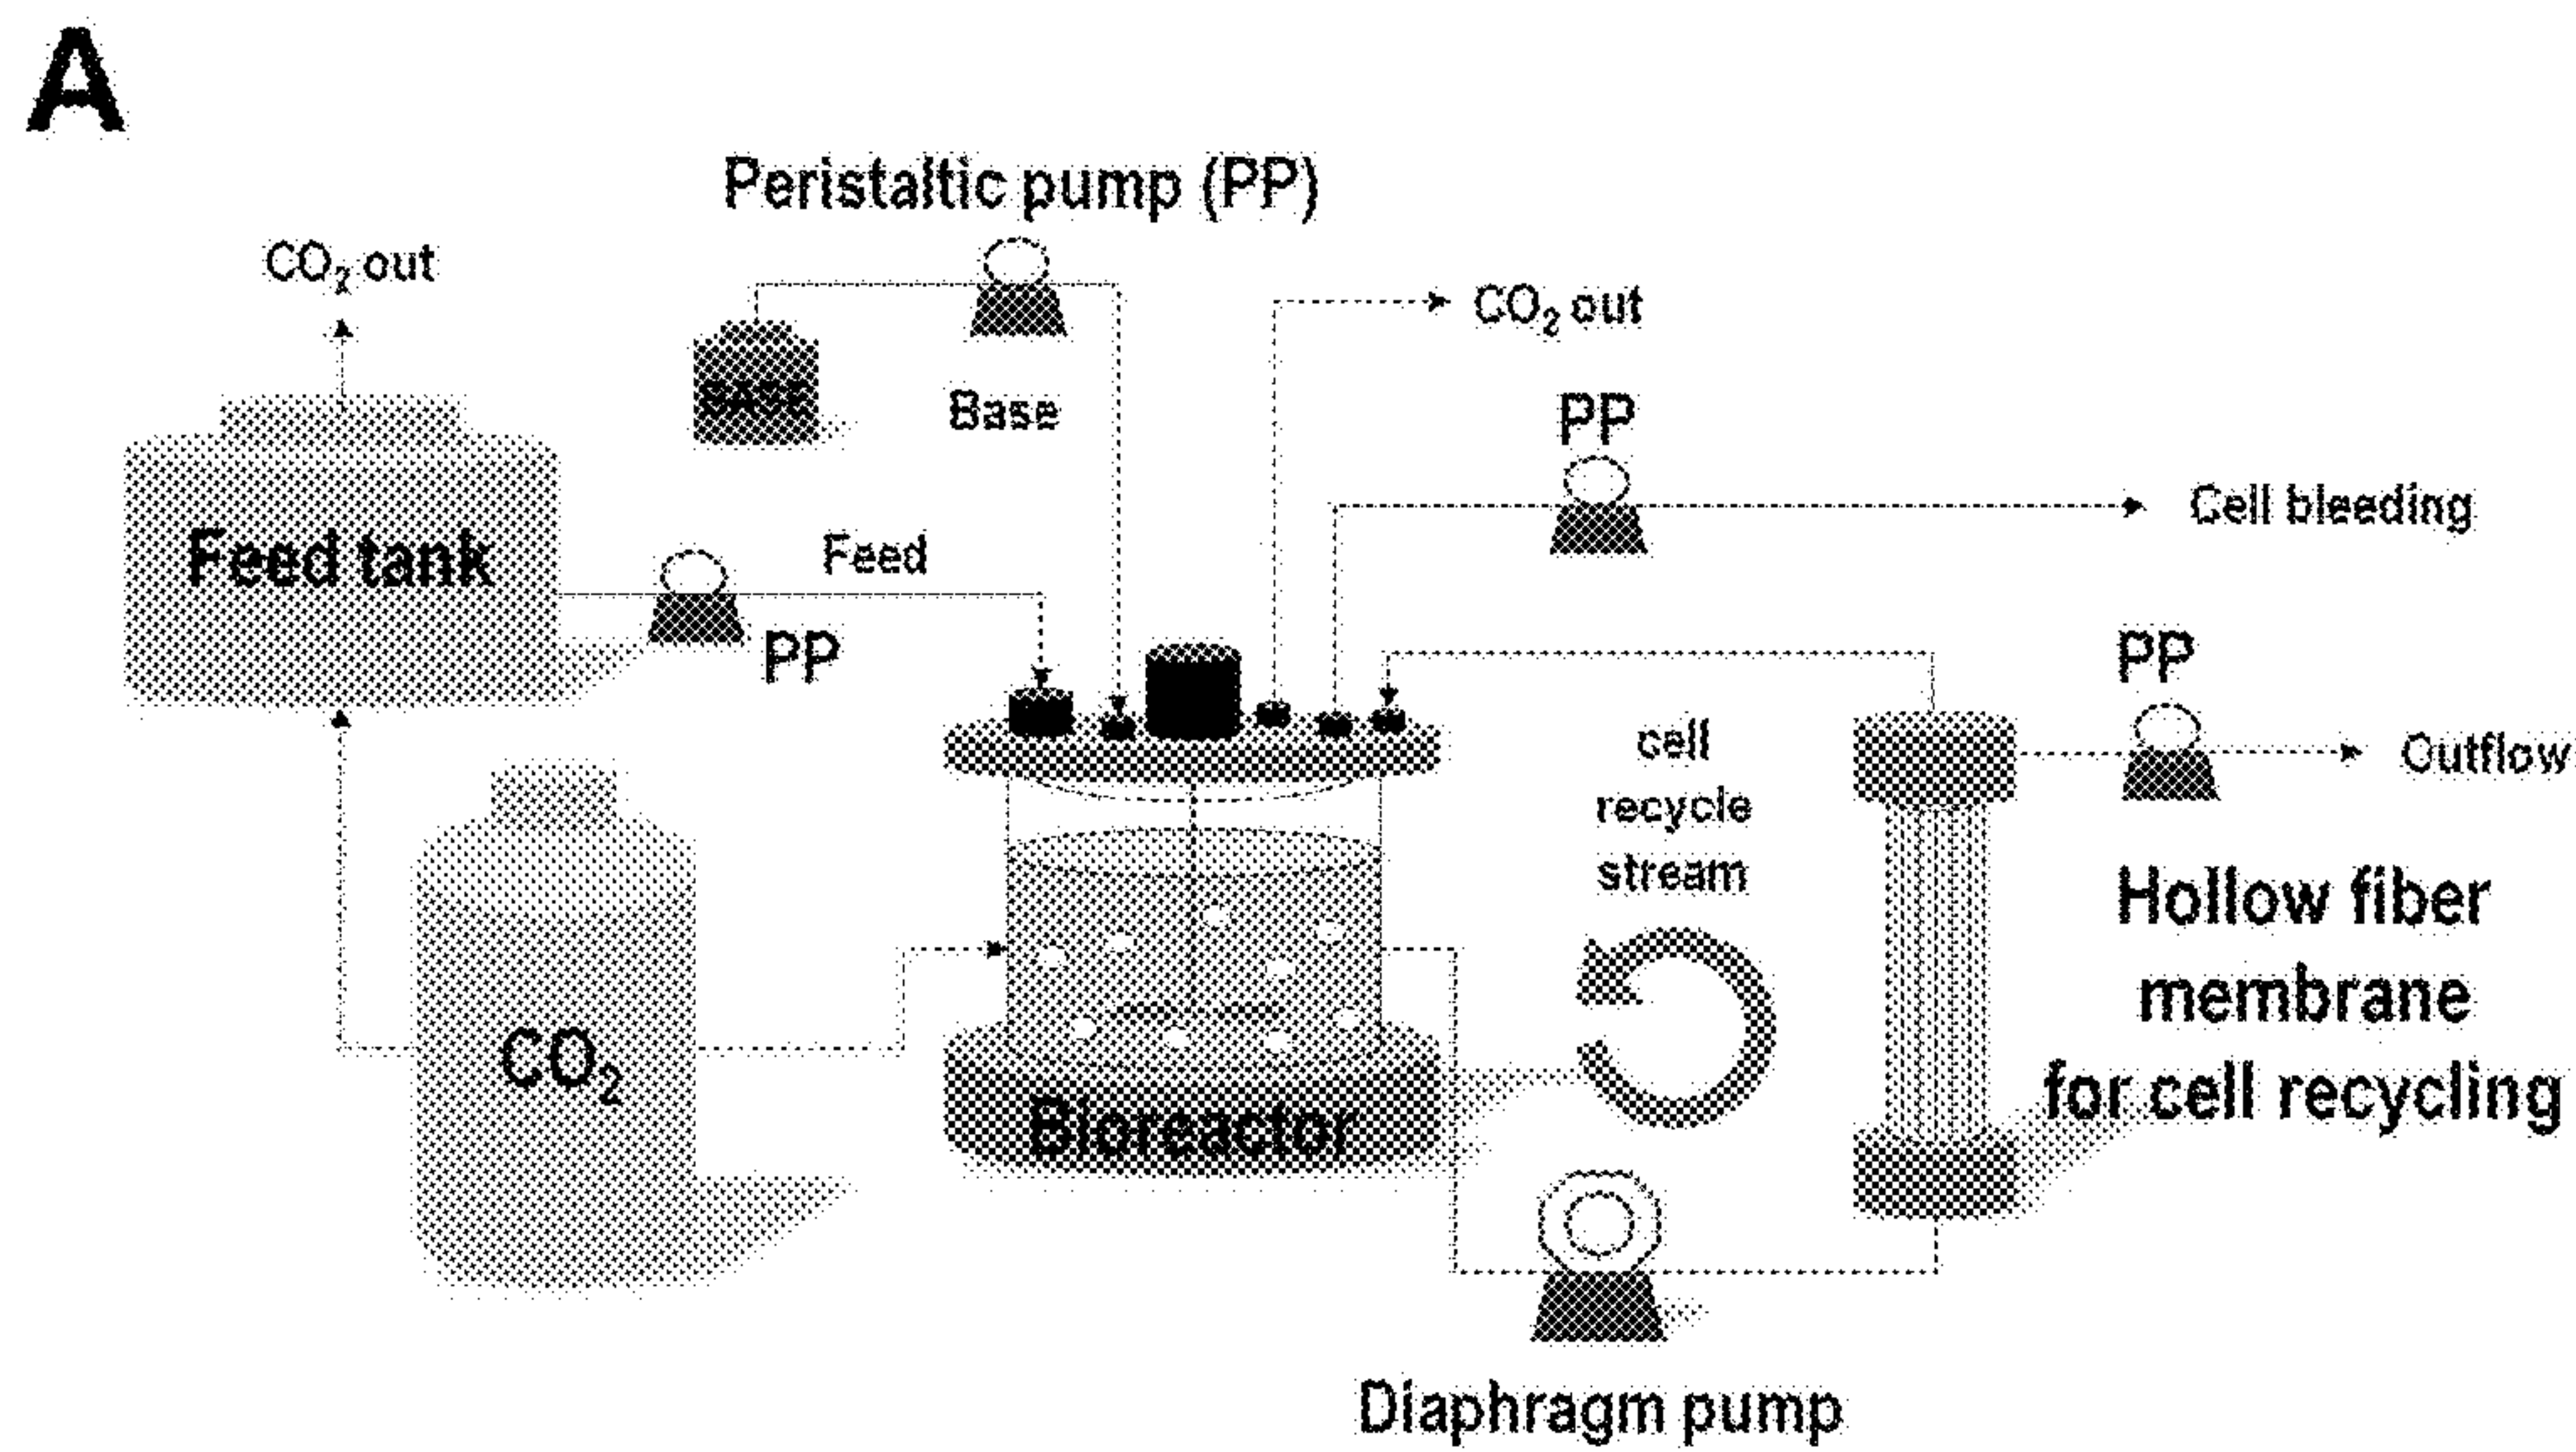 A
Peristaltic pump (PP)
CO₂ out
CO₂ out
BASE
Base
PP
Cell bleeding
Feed tank
Feed
PP
PP
Outflow
cell
recycle
stream
Hollow fiber
membrane
for cell recycling
CO₂
Bioreactor
Diaphragm pump